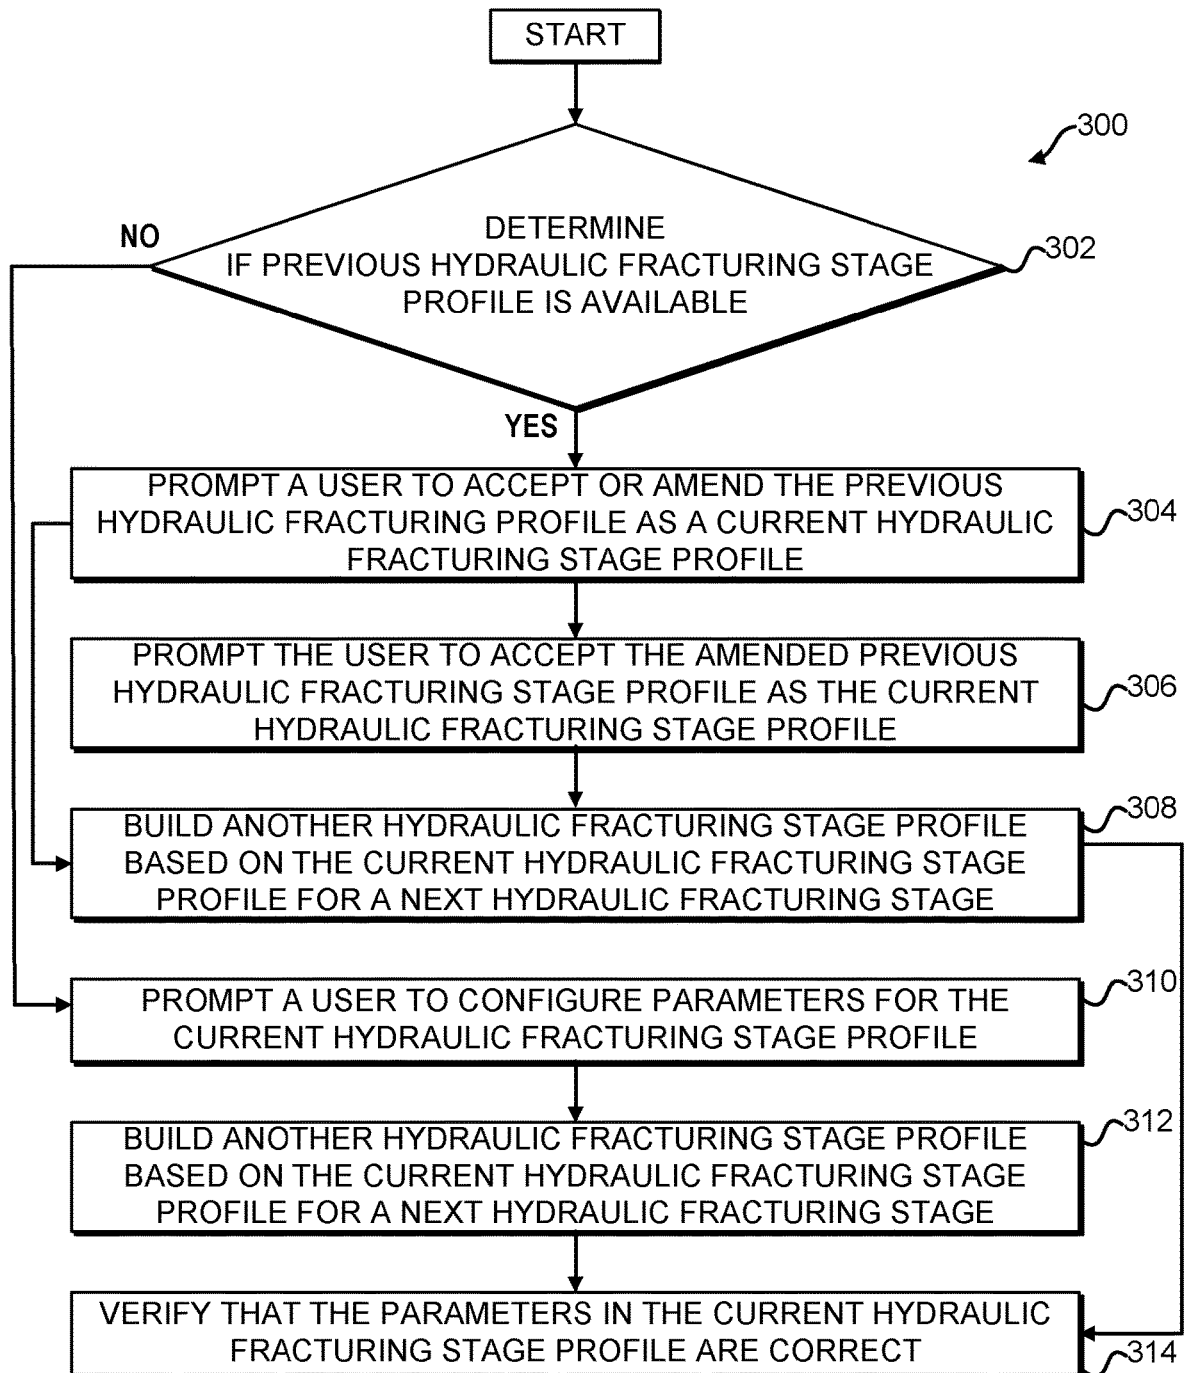 START
300
NO
DETERMINE
IF PREVIOUS HYDRAULIC FRACTURING STAGE
PROFILE IS AVAILABLE
302
YES
PROMPT A USER TO ACCEPT OR AMEND THE PREVIOUS
HYDRAULIC FRACTURING PROFILE AS A CURRENT HYDRAULIC
FRACTURING STAGE PROFILE
304
PROMPT THE USER TO ACCEPT THE AMENDED PREVIOUS
HYDRAULIC FRACTURING STAGE PROFILE AS THE CURRENT
HYDRAULIC FRACTURING STAGE PROFILE
306
BUILD ANOTHER HYDRAULIC FRACTURING STAGE PROFILE
BASED ON THE CURRENT HYDRAULIC FRACTURING STAGE
PROFILE FOR A NEXT HYDRAULIC FRACTURING STAGE
308
PROMPT A USER TO CONFIGURE PARAMETERS FOR THE
CURRENT HYDRAULIC FRACTURING STAGE PROFILE
310
BUILD ANOTHER HYDRAULIC FRACTURING STAGE PROFILE
BASED ON THE CURRENT HYDRAULIC FRACTURING STAGE
PROFILE FOR A NEXT HYDRAULIC FRACTURING STAGE
312
VERIFY THAT THE PARAMETERS IN THE CURRENT HYDRAULIC
FRACTURING STAGE PROFILE ARE CORRECT
314